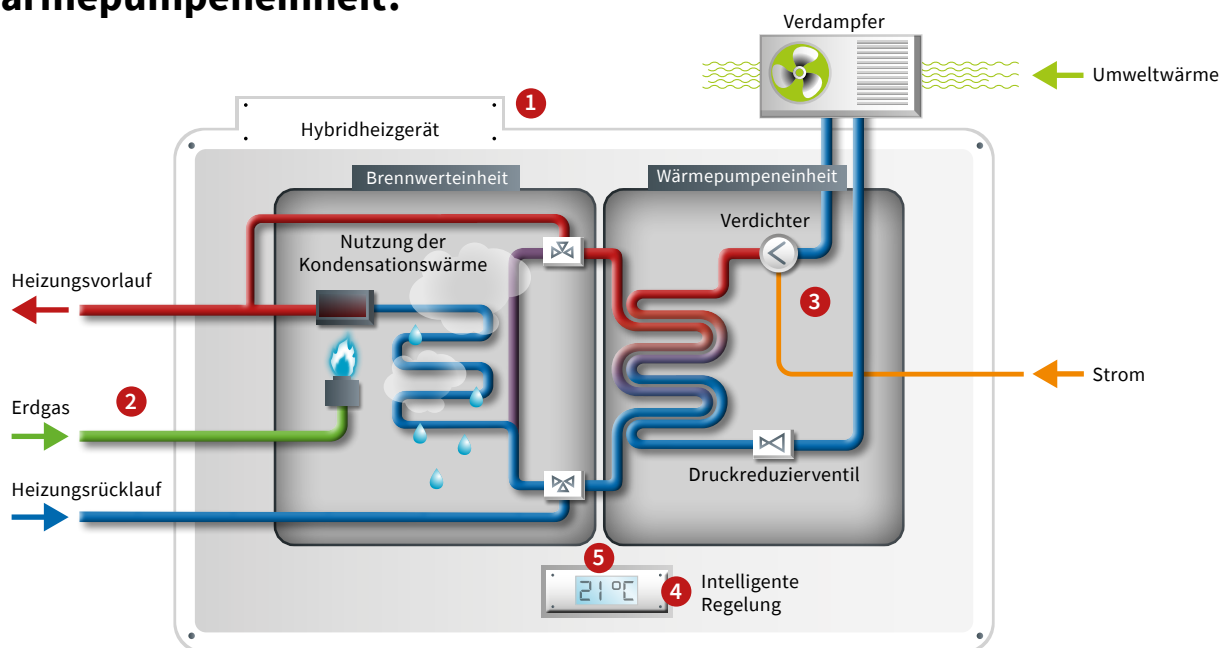 Verdampfer
Umweltwärme
1
Hybridheizgerät
Brennwerteinheit
Wärmepumpeneinheit
Verdichter
Nutzung der
Kondensationswärme
Heizungsvorlauf
3
Strom
2
Erdgas
Druckreduzierventil
Heizungsrücklauf
5
21 °C
4
Intelligente
Regelung